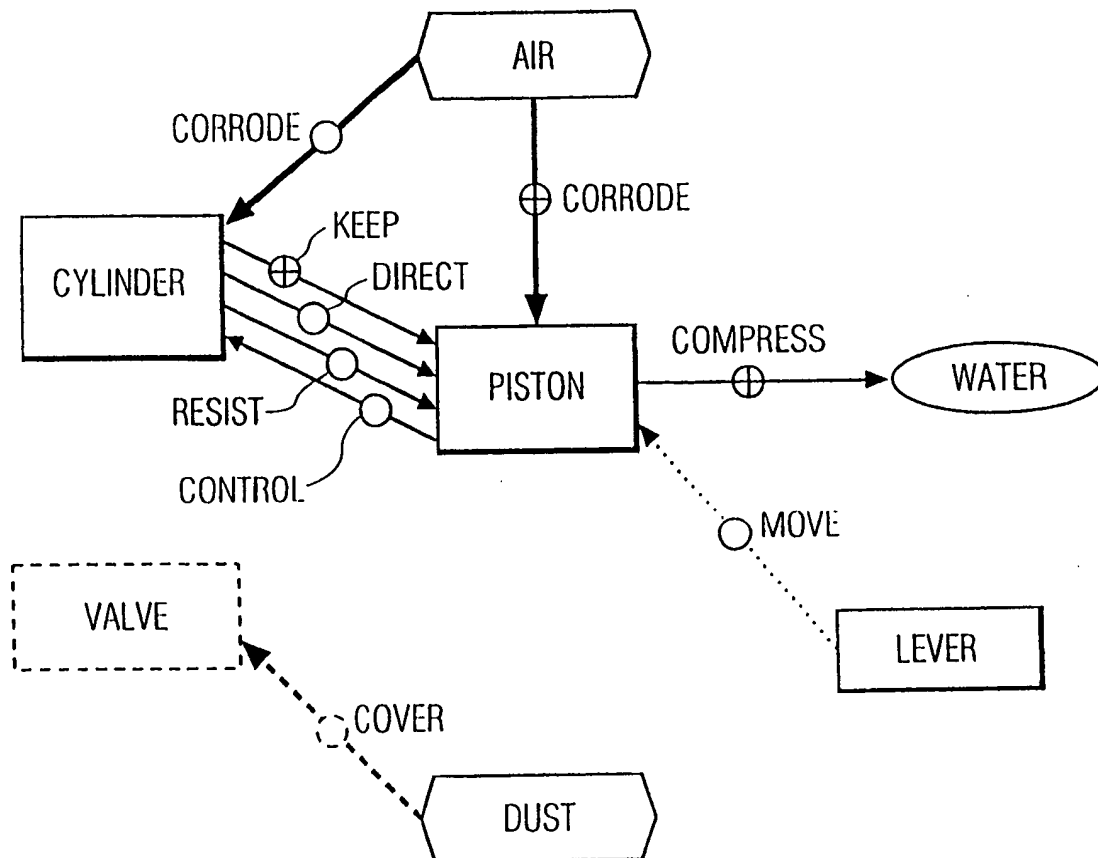 AIR
CORRODE
CORRODE
KEEP
CYLINDER
DIRECT
COMPRESS
PISTON
WATER
RESIST
CONTROL
MOVE
VALVE
LEVER
COVER
DUST